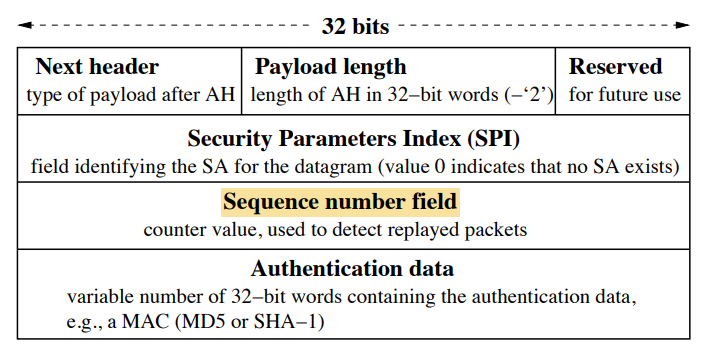 32 bits
Next header Payload length Reserved
type of payload after AH length of AH in 32−bit words (−‘2’) for future use
Security Parameters Index (SPI)
field identifying the SA for the datagram (value 0 indicates that no SA exists)
Sequence number field
counter value, used to detect replayed packets
Authentication data
variable number of 32−bit words containing the authentication data,
e.g., a MAC (MD5 or SHA−1)